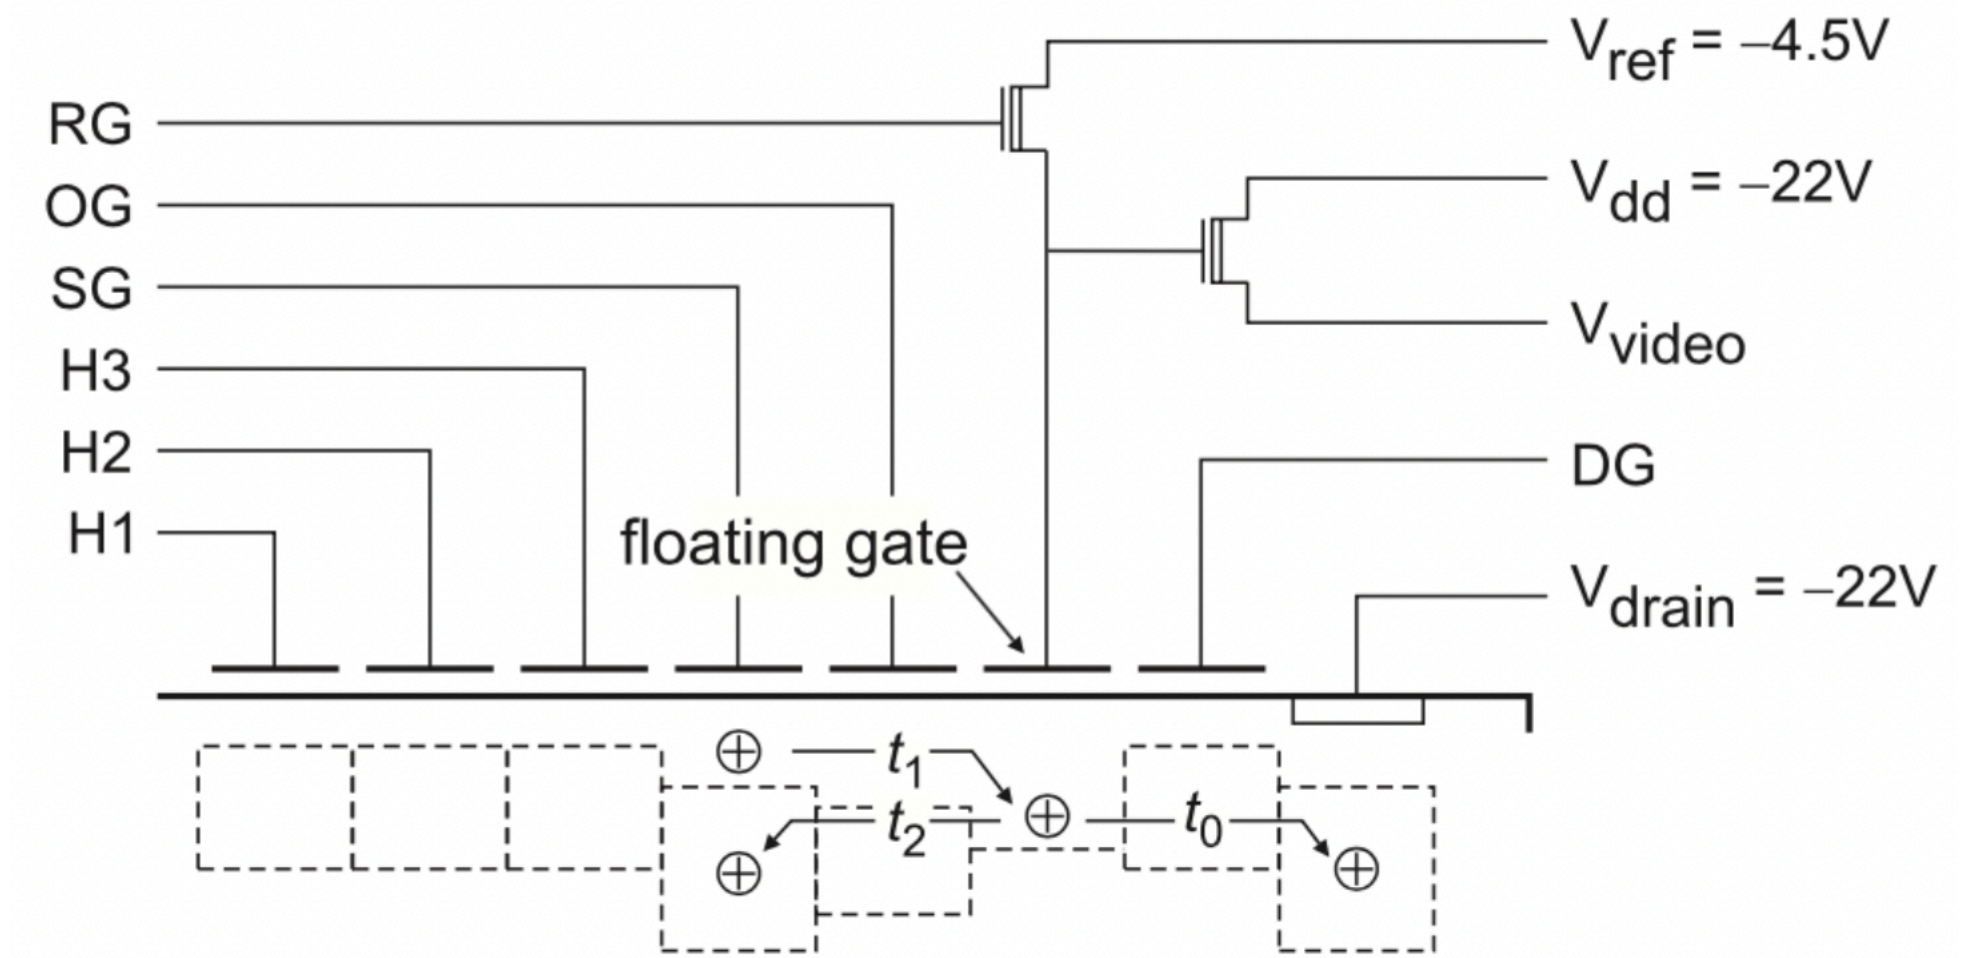 RG
OG
SG
H3
H2
H1
floating gate
Vref = –4.5V
Vdd = –22V
Vvideo
DG
Vdrain = –22V
t1
t2
t0